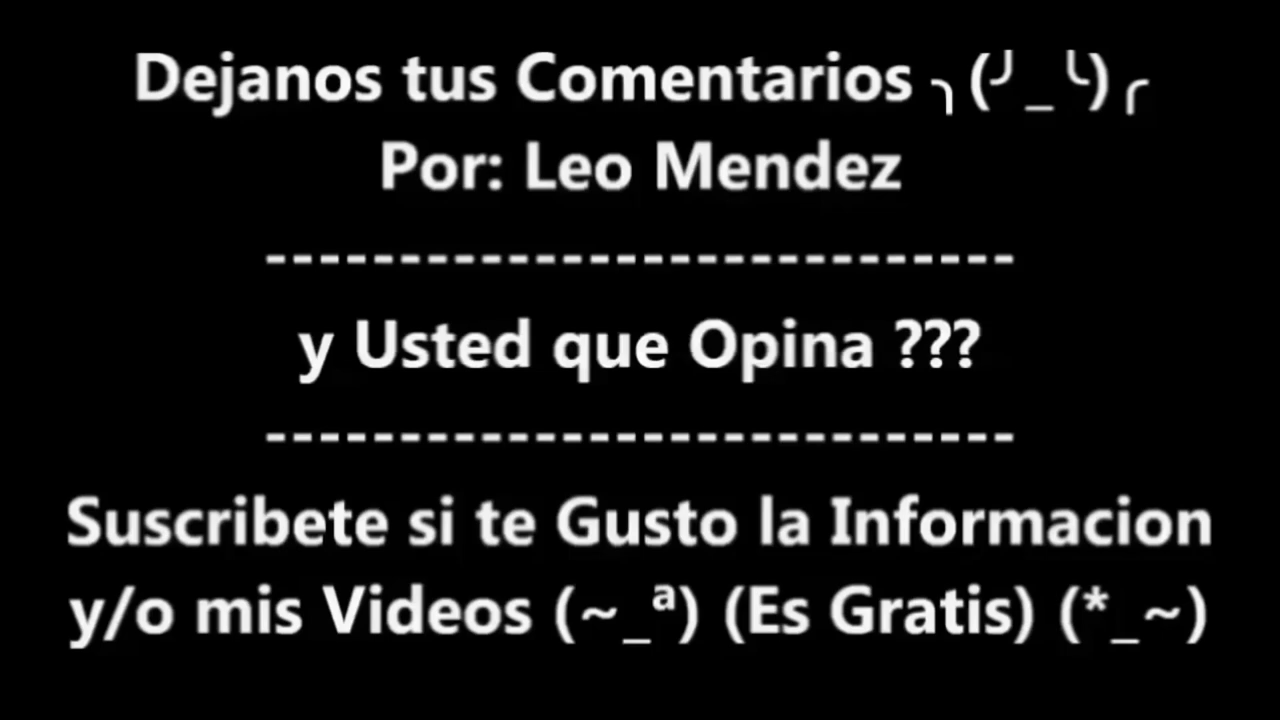 Dejanos tus Comentarios ╮(╯_╰)╭
Por: Leo Mendez
----------------------------
y Usted que Opina ???
----------------------------
Suscribete si te Gusto la Informacion
y/o mis Videos (~_ª) (Es Gratis) (*_~)